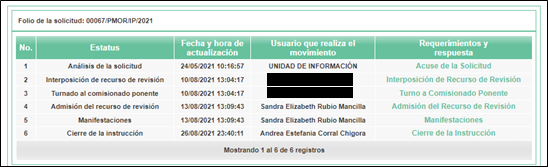 Folio de la solicitud: 00067/PMOR/IP/2021
No. Estatus Fecha y hora de actualización Usuario que realiza el movimiento Requerimientos y respuesta
1 Análisis de la solicitud 24/05/2021 10:16:57 UNIDAD DE INFORMACIÓN Acuse de la Solicitud
2 Interposición de recurso de revisión 10/08/2021 13:04:17 Interposición de Recurso de Revisión
3 Turnado al comisionado ponente 10/08/2021 13:04:17 Turno a Comisionado Ponente
4 Admisión del recurso de revisión 13/08/2021 13:09:43 Sandra Elizabeth Rubio Mancilla Admisión del Recurso de Revisión
5 Manifestaciones 13/08/2021 13:09:43 Sandra Elizabeth Rubio Mancilla Manifestaciones
6 Cierre de la instrucción 26/08/2021 23:40:11 Andrea Estefania Corral Chigora Cierre de la instrucción
Mostrando 1 al 6 de 6 registros